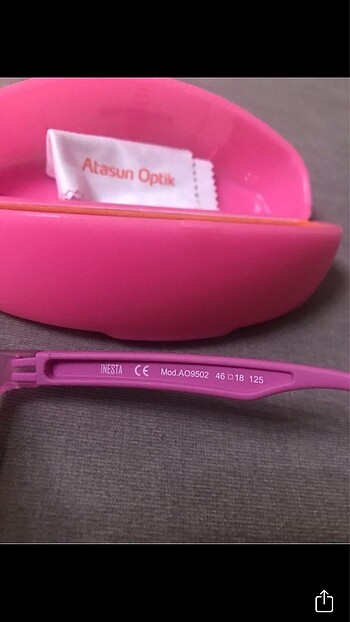 Atasun Optik
INESTA CE Mod.AO9502 46□18 125